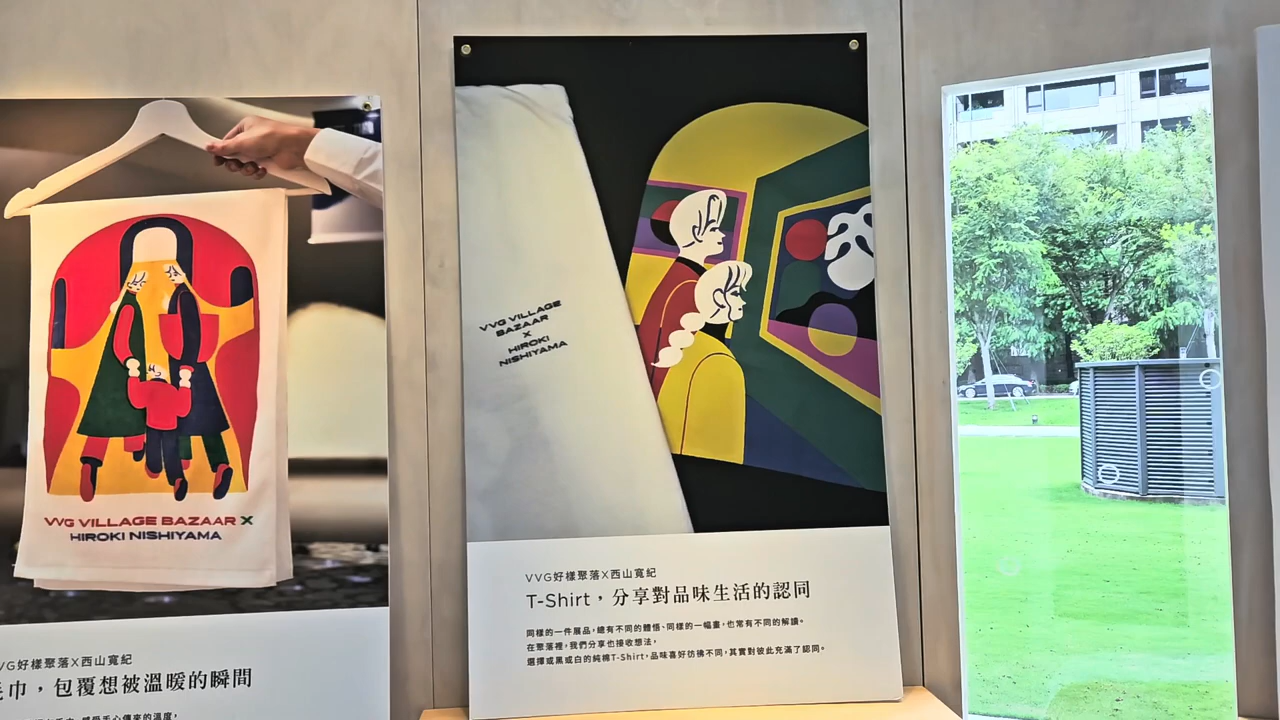 VVG VILLAGE BAZAAR X
HIROKI NISHIYAMA
VG好樣聚落X西山寬紀
毛巾，包覆想被溫暖的瞬間
VVG VILLAGE
BAZAAR
X
HIROKI
NISHIYAMA
VVG好樣聚落X西山寬紀
T-Shirt，分享對品味生活的認同
同樣的一件展品，總有不同的體悟、同樣的一幅畫，也常有不同的解讀。
在聚落裡，我們分享也接收想法，
選擇或黑或白的純棉T-Shirt，品味喜好彷彿不同，其實對彼此充滿了認同。